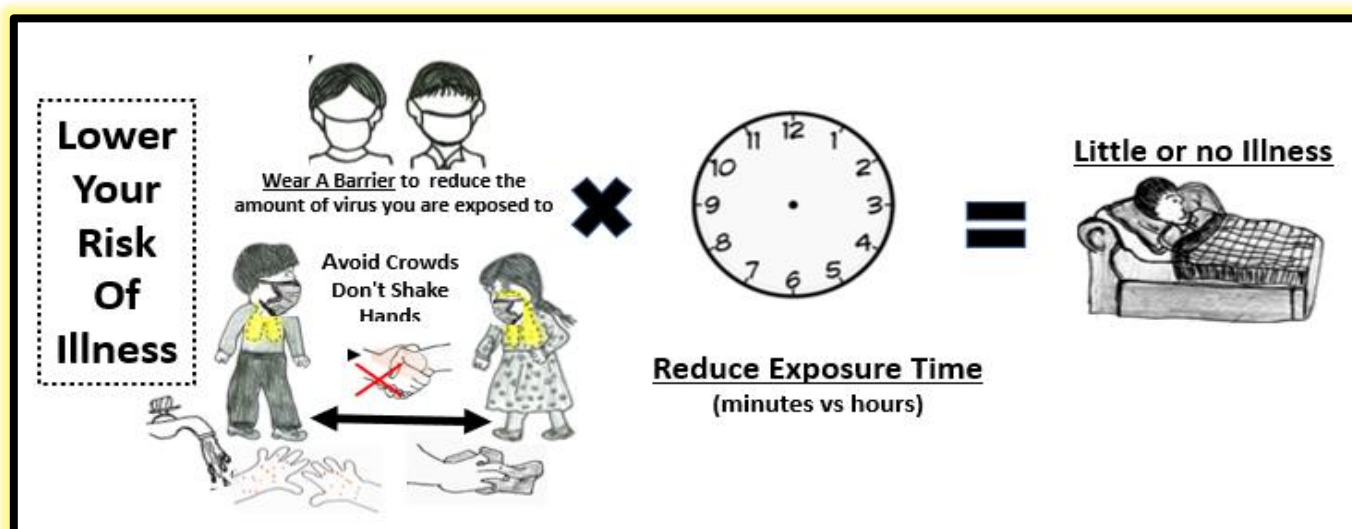 Lower
Your
Risk
Of
Illness
Wear A Barrier to reduce the
amount of virus you are exposed to
Avoid Crowds
Don't Shake
Hands
12
1
2
3
4
5
6
7
8
9
10
11
Reduce Exposure Time
(minutes vs hours)
Little or no Illness